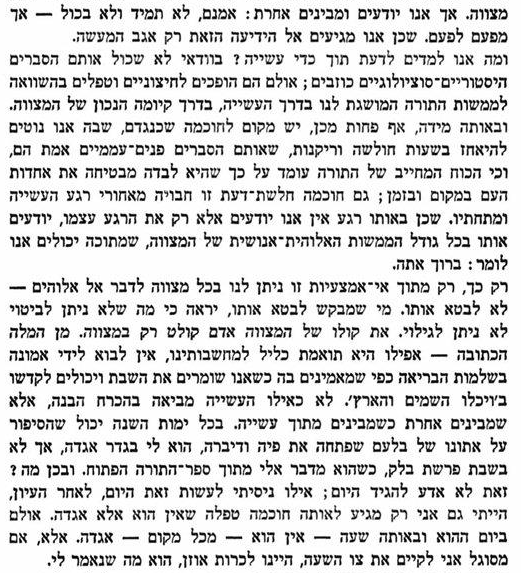 מצווה. אך אנו יודעים ומבינים אחרת: אמנם, לא תמיד ולא בכול — אך
מפעם לפעם. שכן אנו מגיעים אל הידיעה הזאת רק אגב המעשה.
ומה אנו למדים לדעת תוך כדי עשייה? בוודאי לא שכול אותם הסברים
היסטוריים־סוציולוגיים כוזבים; אולם הם הופכים לחיצוניים וטפלים בהשוואה
לממשות התורה המושגת לנו בדרך העשייה, בדרך קיומה הנכון של המצווה.
ובאותה מידה, אף פחות מכן, יש מקום לחוכמה שכנגדם, שבה אנו נוטים
להיאחז בשעות חולשה וריקנות, שאותם הסברים פנים־עממיים אמת הם,
וכי הכוח המחייב של התורה עומד על כך שהיא לבדה מבטיחה את אחדות
העם במקום ובזמן; גם חוכמה חלשת־דעת זו חבויה מאחורי רגע העשייה
ומתחתיו. שכן באותו רגע אין אנו יודעים אלא רק את הרגע עצמו, יודעים
אותו בכל גודל הממשות האלוהית־אנושית של המצווה, שמתוכה יכולים אנו
לומר: ברוך אתה.
רק כך, רק מתוך אי־אמצעיות זו ניתן לנו בכל מצווה לדבר אל אלוהים —
לא לבטא אותו. מי שמבקש לבטא אותו, יראה כי מה שלא ניתן לביטוי
לא ניתן לגילוי. את קולו של המצווה אדם קולט רק במצווה. מן המלה
הכתובה — אפילו היא תואמת כליל למחשבותינו, אין לבוא לידי אמונה
בשלמות הבריאה כפי שמאמינים בה כשאנו שומרים את השבת ויכולים לקדשו
ב׳ויכלו השמים והארץ׳. לא כאילו העשייה מביאה בהכרח הבנה, אלא
שמבינים אחרת כשמבינים מתוך עשייה. בכל ימות השנה יכול שהסיפור
על אתונו של בלעם שפתחה את פיה ודיברה, הוא לי בגדר אגדה, אך לא
בשבת פרשת בלק, כשהוא מדבר אלי מתוך ספר־התורה הפתוח. ובכן מה?
זאת לא אדע להגיד היום; אילו ניסיתי לעשות זאת היום, לאחר העיון,
הייתי גם אני רק מגיע לאותה חוכמה טפלה שאין הוא אלא אגדה. אולם
ביום ההוא ובאותה שעה — אין הוא — מכל מקום — אגדה. אלא, אם
מסוגל אני לקיים את צו השעה, היינו לכרות אוזן, הוא מה שנאמר לי.